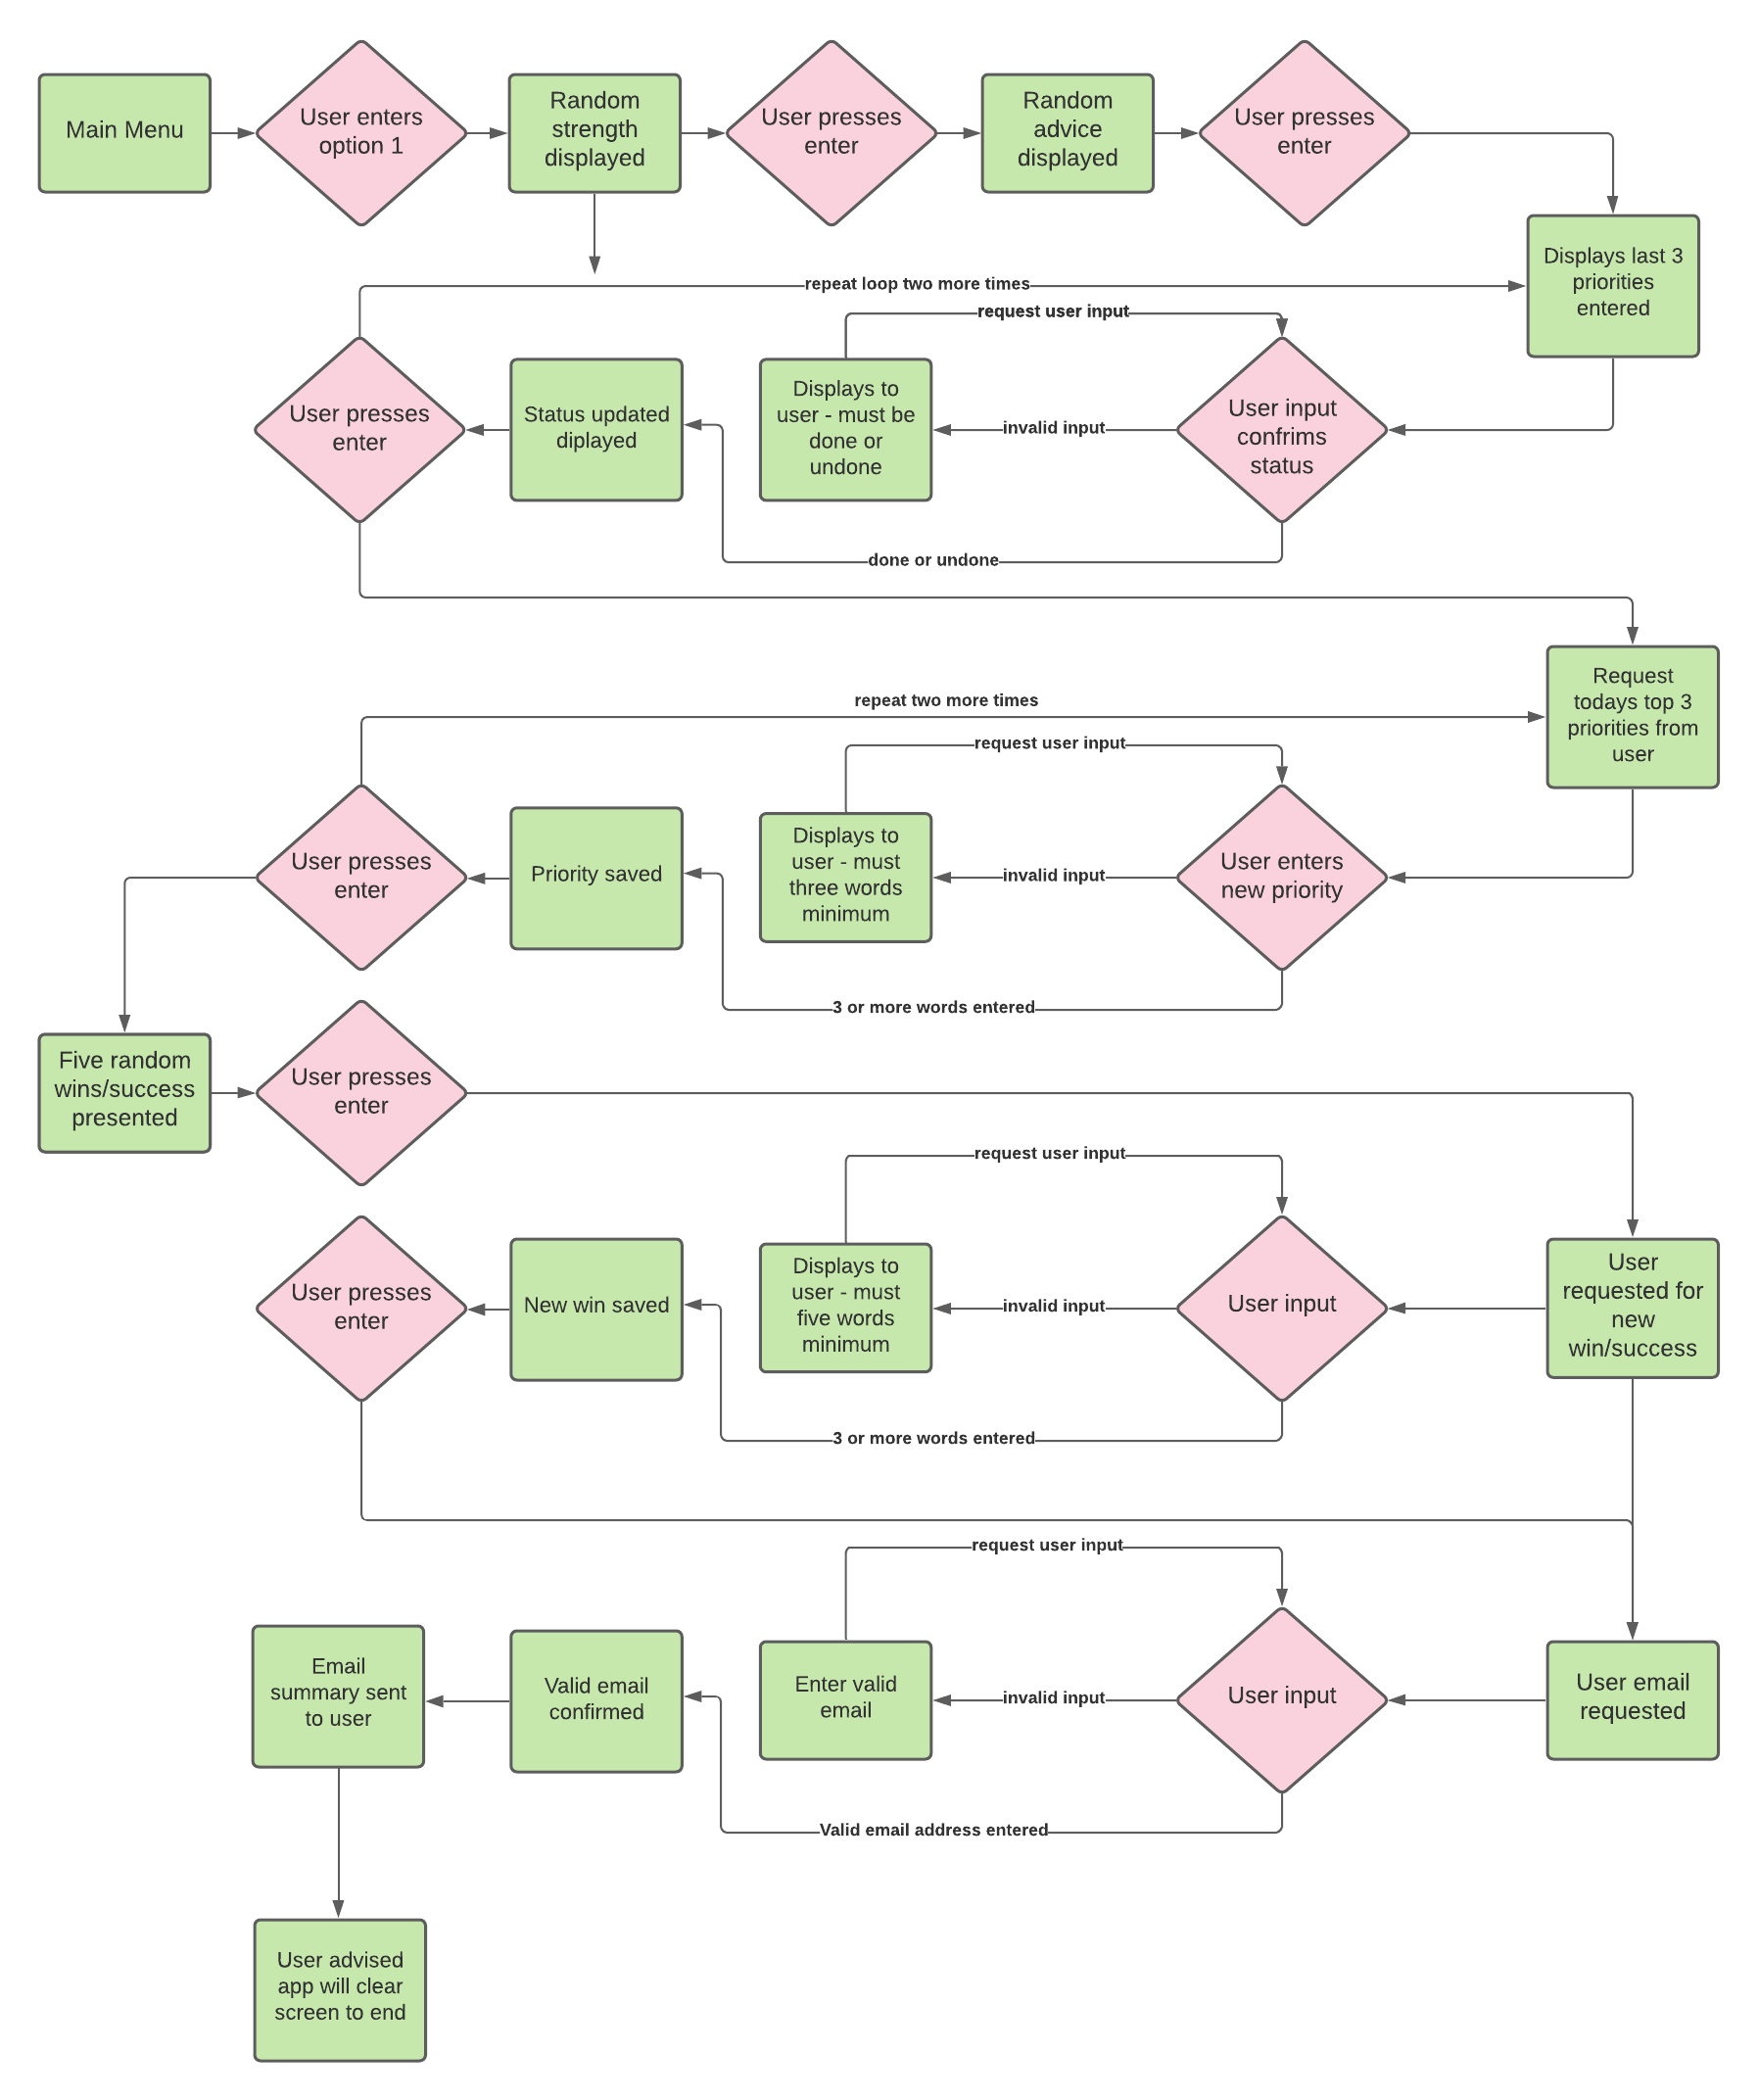 Main Menu
User enters
option 1
Random
strength
displayed
User presses
enter
Random
advice
displayed
User presses
enter
Displays last 3
priorities
entered
repeat loop two more times
request user input
User presses
enter
Status updated
diplayed
Displays to
user - must be
done or
undone
invalid input
User input
confrims
status
done or undone
Request
todays top 3
priorities from
user
repeat two more times
request user input
User presses
enter
Priority saved
Displays to
user - must
three words
minimum
invalid input
User enters
new priority
3 or more words entered
Five random
wins/success
presented
User presses
enter
request user input
User presses
enter
New win saved
Displays to
user - must
five words
minimum
invalid input
User input
User
requested for
new
win/success
3 or more words entered
request user input
Email
summary sent
to user
Valid email
confirmed
Enter valid
email
invalid input
User input
User email
requested
Valid email address entered
User advised
app will clear
screen to end